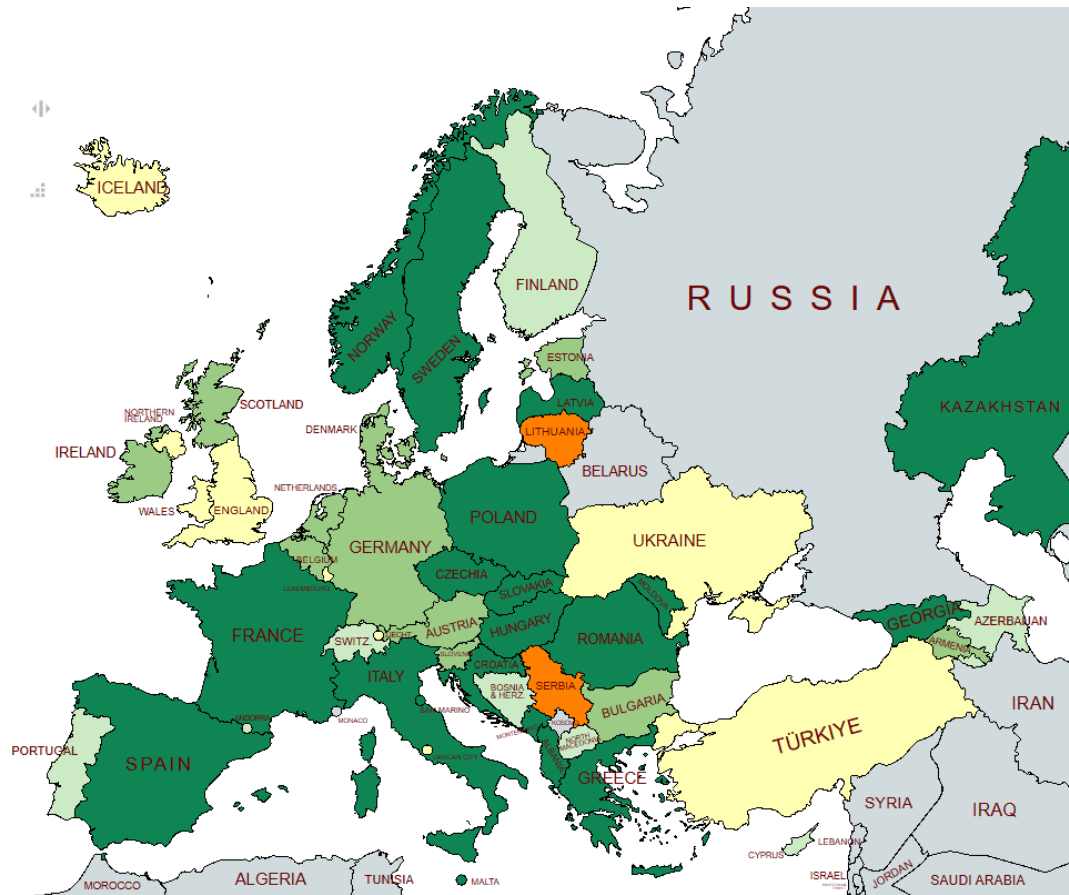 ICELAND
FINLAND
RUSSIA
NORWAY
SWEDEN
ESTONIA
LATVIA
KAZAKHSTAN
SCOTLAND
NORTHERN
IRELAND
DENMARK
LITHUANIA
IRELAND
BELARUS
NETHERLANDS
WALES
ENGLAND
POLAND
UKRAINE
GERMANY
BELGIUM
CZECHIA
LUXEMBOURG
SLOVAKIA
MOLDOVA
GEORGIA
AZERBAIJAN
AUSTRIA
HUNGARY
FRANCE
SWITZ.
LIECHT.
ROMANIA
ARMENIA
SLOVENIA
CROATIA
ITALY
BOSNIA
& HERZ.
SERBIA
IRAN
BULGARIA
SAN MARINO
ANDORRA
MONACO
KOSOVO
MONTENEGRO
TÜRKIYE
NORTH
MACEDONIA
PORTUGAL
SPAIN
VATICAN CITY
ALBANIA
GREECE
SYRIA
IRAQ
LEBANON
CYPRUS
ISRAEL
JORDAN
MOROCCO
ALGERIA
TUNISIA
MALTA
SAUDI ARABIA